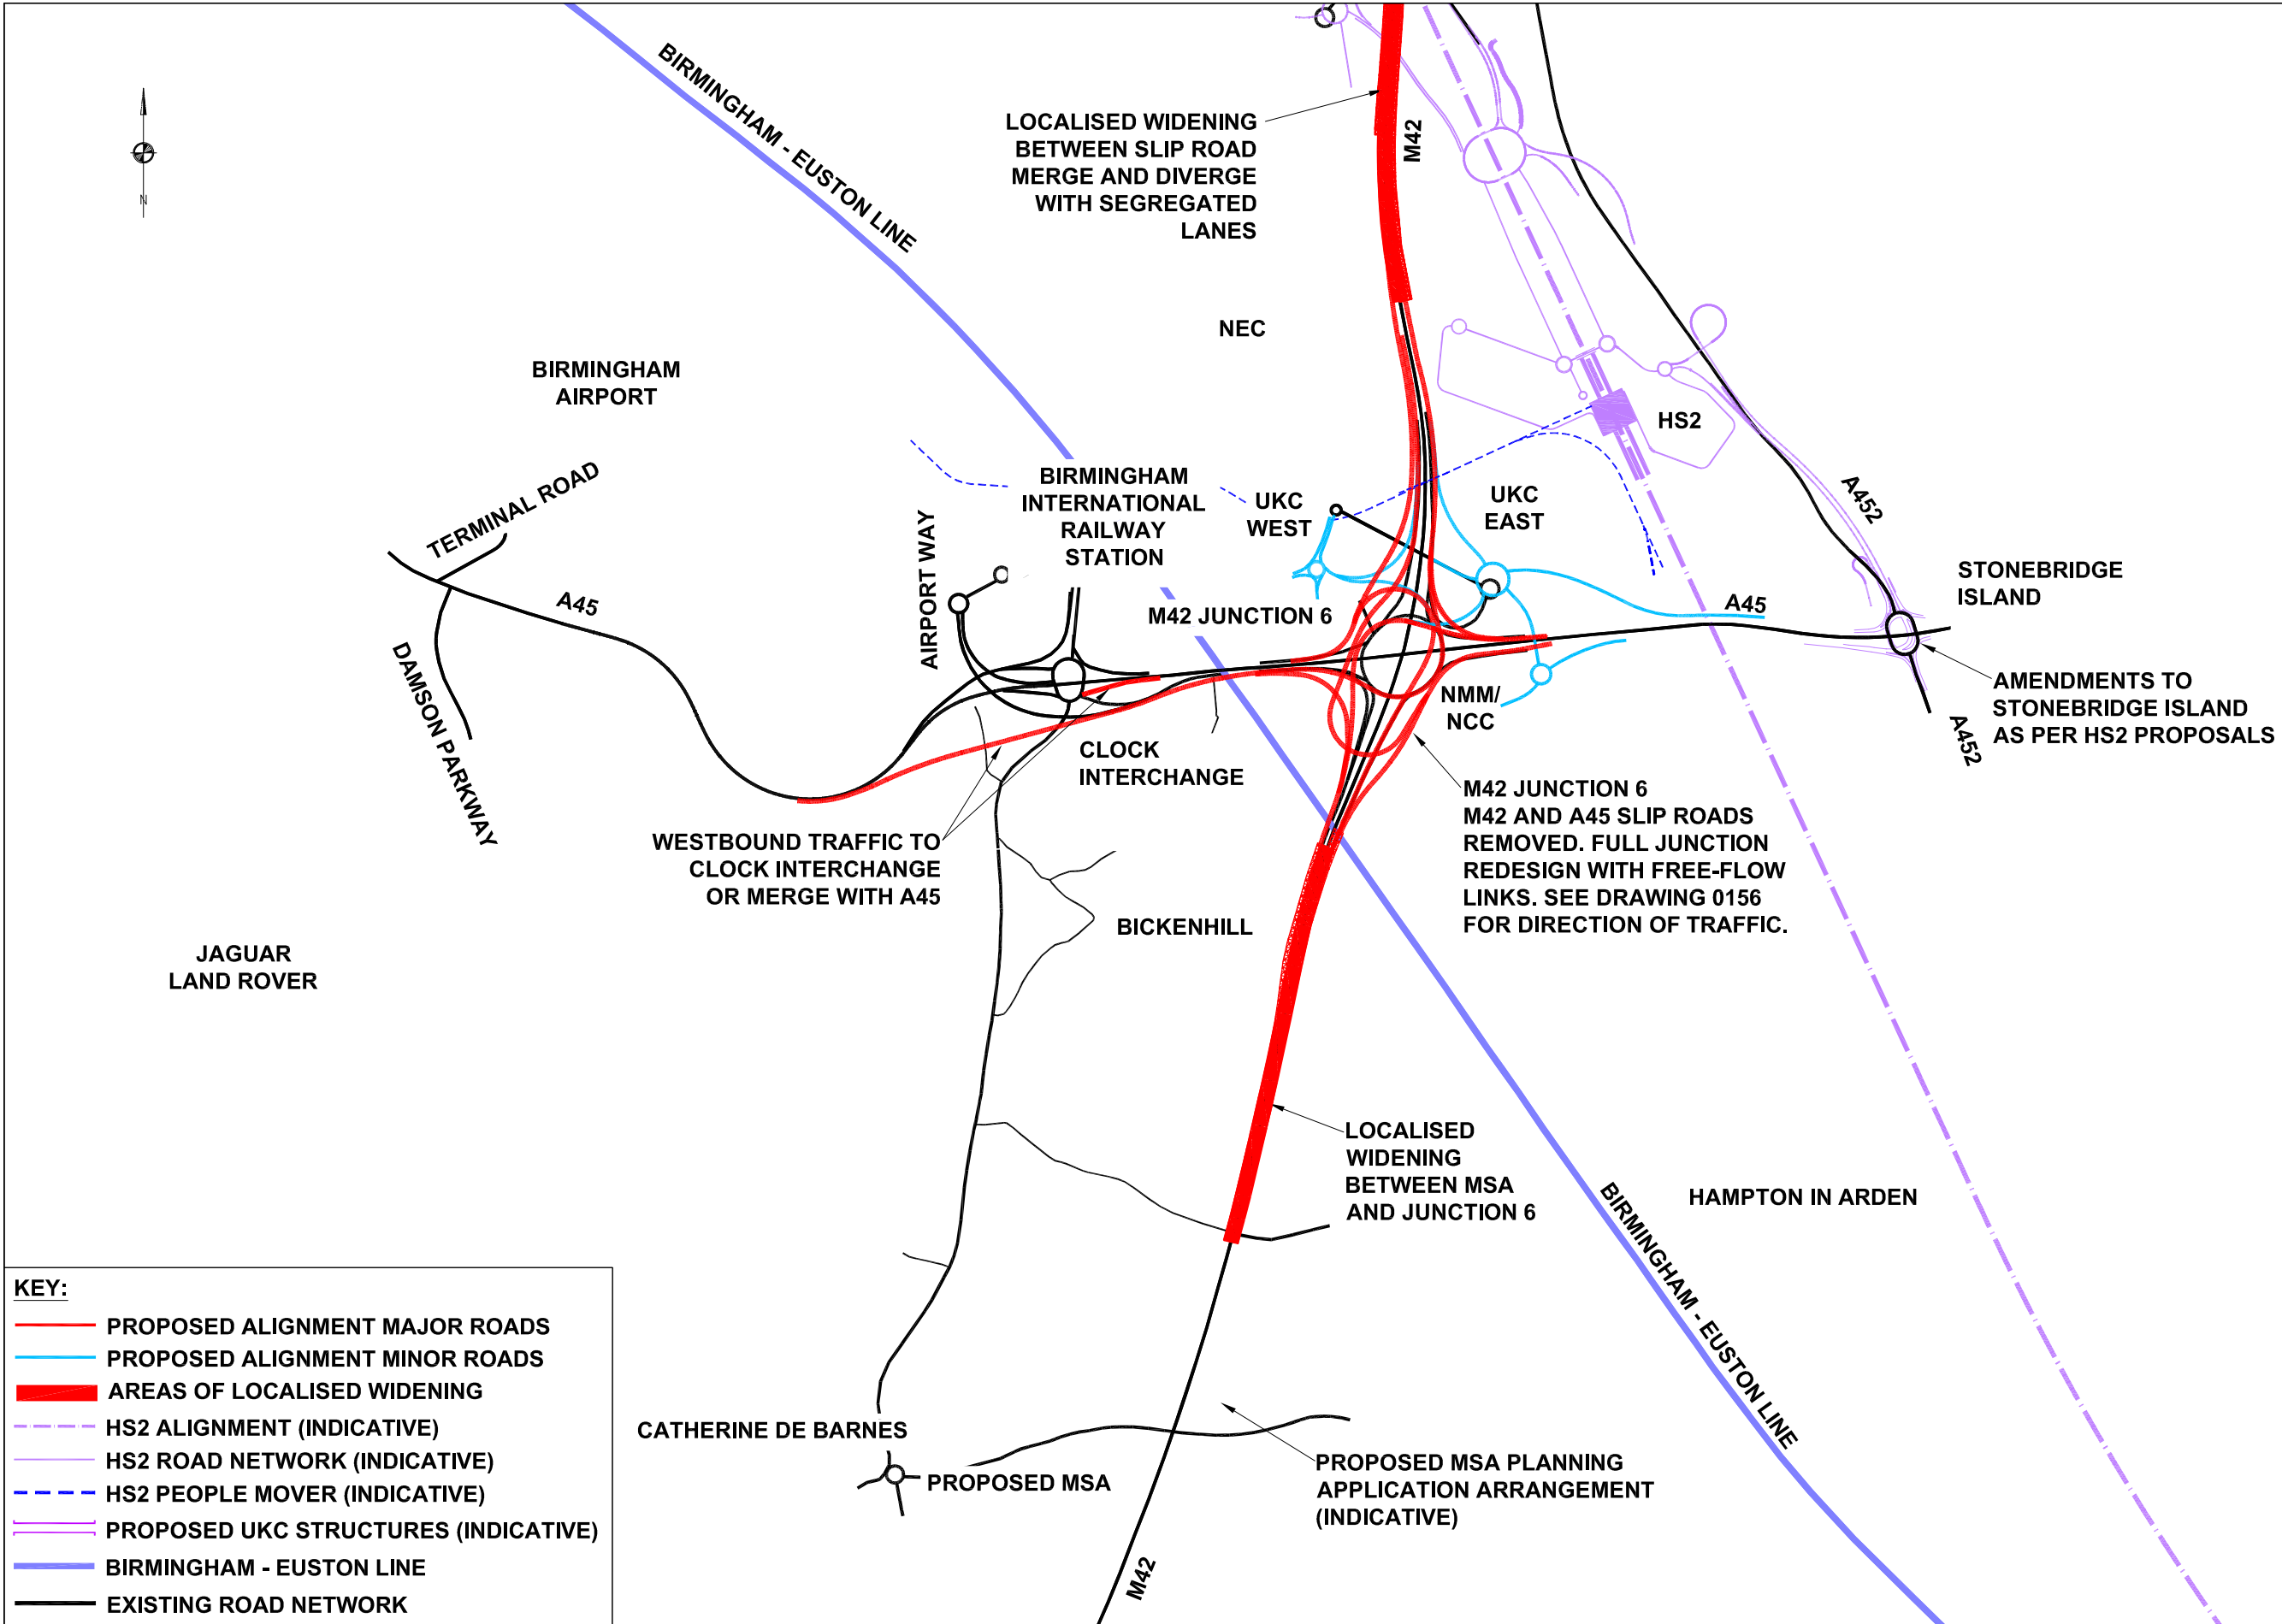 BIRMINGHAM - EUSTON LINE
LOCALISED WIDENING
BETWEEN SLIP ROAD
MERGE AND DIVERGE
WITH SEGREGATED
LANES
M42
N
NEC
BIRMINGHAM
AIRPORT
HS2
TERMINAL ROAD
BIRMINGHAM
INTERNATIONAL
RAILWAY
STATION
UKC
WEST
UKC
EAST
A452
AIRPORT WAY
STONEBRIDGE
ISLAND
A45
M42 JUNCTION 6
A45
DAMSON PARKWAY
NMM/
NCC
AMENDMENTS TO
STONEBRIDGE ISLAND
AS PER HS2 PROPOSALS
A452
CLOCK
INTERCHANGE
M42 JUNCTION 6
M42 AND A45 SLIP ROADS
REMOVED. FULL JUNCTION
REDESIGN WITH FREE-FLOW
LINKS. SEE DRAWING 0156
FOR DIRECTION OF TRAFFIC.
WESTBOUND TRAFFIC TO
CLOCK INTERCHANGE
OR MERGE WITH A45
BICKENHILL
JAGUAR
LAND ROVER
LOCALISED
WIDENING
BETWEEN MSA
AND JUNCTION 6
HAMPTON IN ARDEN
BIRMINGHAM - EUSTON LINE
CATHERINE DE BARNES
PROPOSED MSA
PROPOSED MSA PLANNING
APPLICATION ARRANGEMENT
(INDICATIVE)
M42
KEY:
PROPOSED ALIGNMENT MAJOR ROADS
PROPOSED ALIGNMENT MINOR ROADS
AREAS OF LOCALISED WIDENING
HS2 ALIGNMENT (INDICATIVE)
HS2 ROAD NETWORK (INDICATIVE)
HS2 PEOPLE MOVER (INDICATIVE)
PROPOSED UKC STRUCTURES (INDICATIVE)
BIRMINGHAM - EUSTON LINE
EXISTING ROAD NETWORK